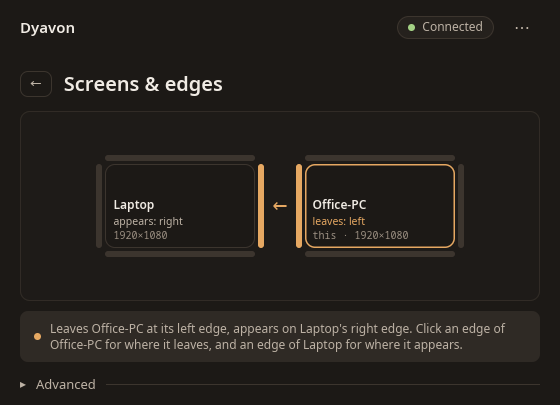 Dyavon
Connected
...
←
Screens & edges
Laptop
appears: right
1920×1080
←
Office-PC
leaves: left
this · 1920×1080
Leaves Office-PC at its left edge, appears on Laptop's right edge. Click an edge of
Office-PC for where it leaves, and an edge of Laptop for where it appears.
▸ Advanced